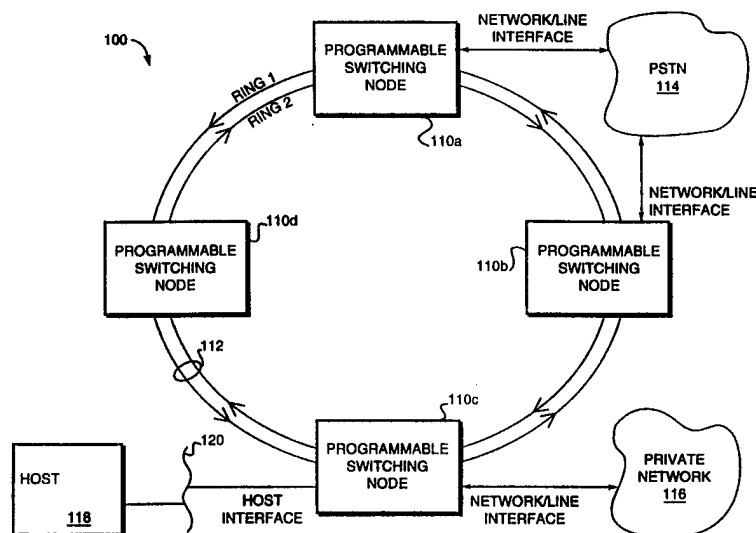 100
NETWORK/LINE
INTERFACE
PROGRAMMABLE
SWITCHING
NODE
PSTN
114
RING 1
RING 2
110a
NETWORK/LINE
INTERFACE
110d
PROGRAMMABLE
SWITCHING
NODE
110b
PROGRAMMABLE
SWITCHING
NODE
112
110c
120
PROGRAMMABLE
SWITCHING
NODE
PRIVATE
NETWORK
116
HOST
118
HOST
INTERFACE
NETWORK/LINE
INTERFACE